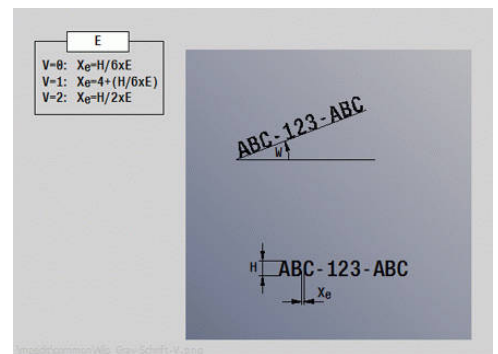 E
V=0: Xe=H/6xE
V=1: Xe=4+(H/6xE)
V=2: Xe=H/2xE
ABC-123-ABC
W
H
ABC-123-ABC
Xe